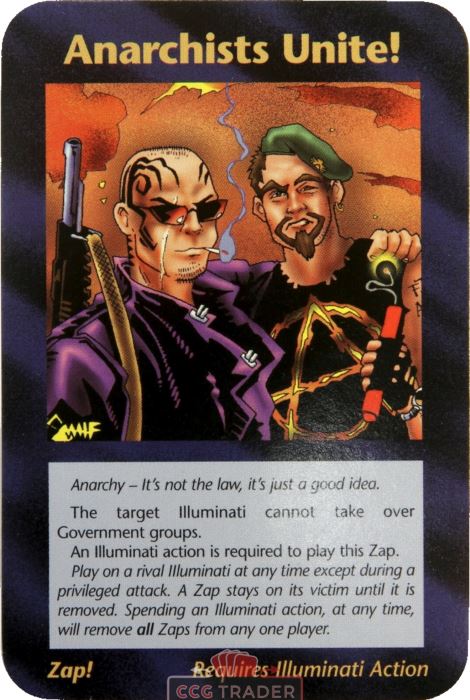 Anarchists Unite!
Anarchy – It's not the law, it's just a good idea.
The target Illuminati cannot take over
Government groups.
An Illuminati action is required to play this Zap.
Play on a rival Illuminati at any time except during a
privileged attack. A Zap stays on its victim until it is
removed. Spending an Illuminati action, at any time,
will remove all Zaps from any one player.
Zap! Requires Illuminati Action
CCG TRADER